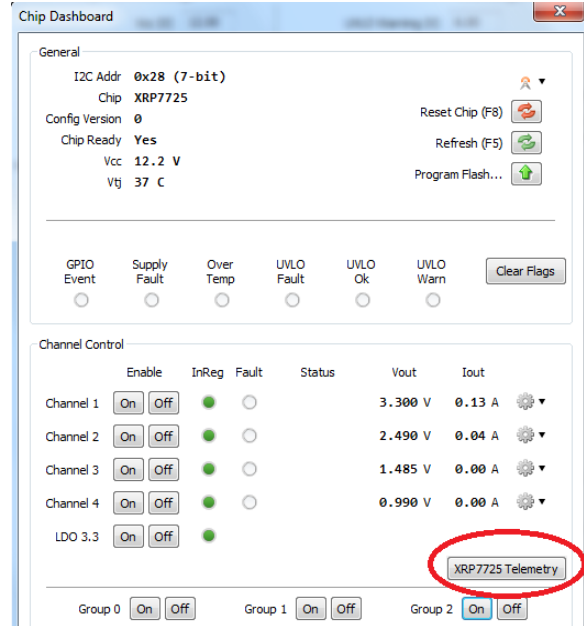 Chip Dashboard
General
I2C Addr 0x28 (7-bit)
Chip XRP7725
Config Version 0
Chip Ready Yes
Vcc 12.2 V
Vtj 37 C
Reset Chip (F8)
Refresh (F5)
Program Flash...
GPIO Event Supply Fault Over Temp UVLO Fault UVLO Ok UVLO Warn Clear Flags
Channel Control
Enable InReg Fault Status Vout Iout
Channel 1 On Off 3.300 V 0.13 A
Channel 2 On Off 2.490 V 0.04 A
Channel 3 On Off 1.485 V 0.00 A
Channel 4 On Off 0.990 V 0.00 A
LDO 3.3 On Off
XRP7725 Telemetry
Group 0 On Off Group 1 On Off Group 2 On Off